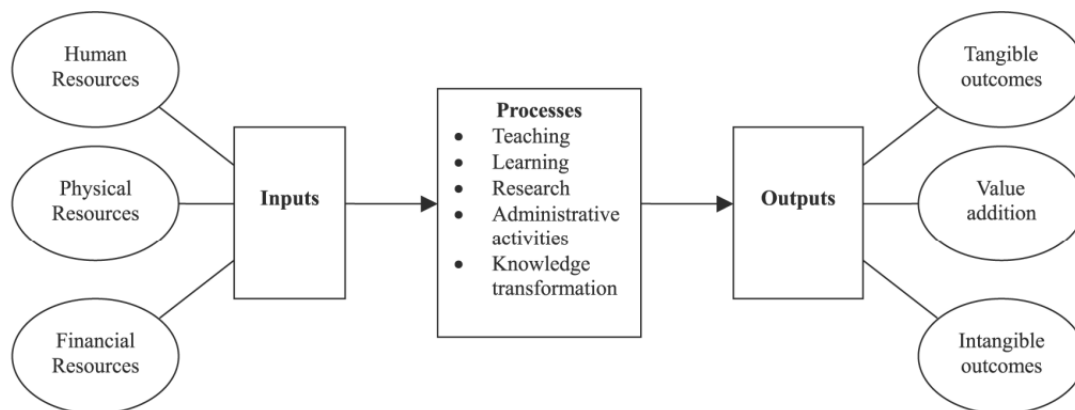 Human
Resources
Physical
Resources
Financial
Resources
Inputs
Processes
• Teaching
• Learning
• Research
• Administrative
activities
• Knowledge
transformation
Outputs
Tangible
outcomes
Value
addition
Intangible
outcomes